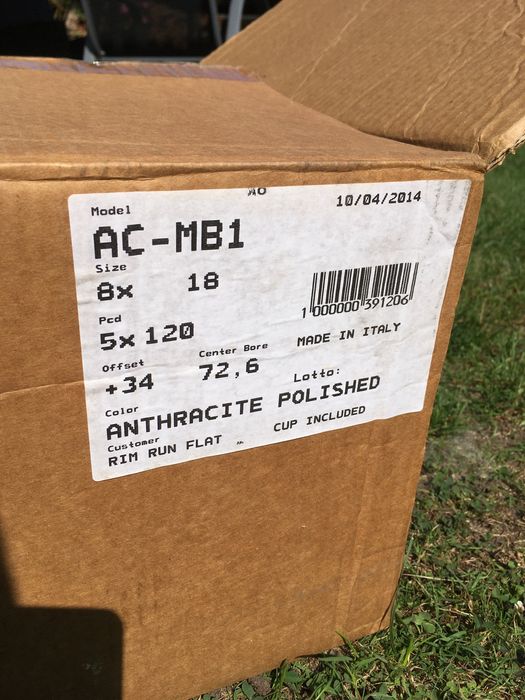 AO
10/04/2014
Model
AC-MB1
Size
8x 18
1 000000 391206
Pcd
5x 120
MADE IN ITALY
Offset Center Bore
+34 72,6
Lotto:
Color
ANTHRACITE POLISHED
Customer
RIM RUN FLAT
CUP INCLUDED